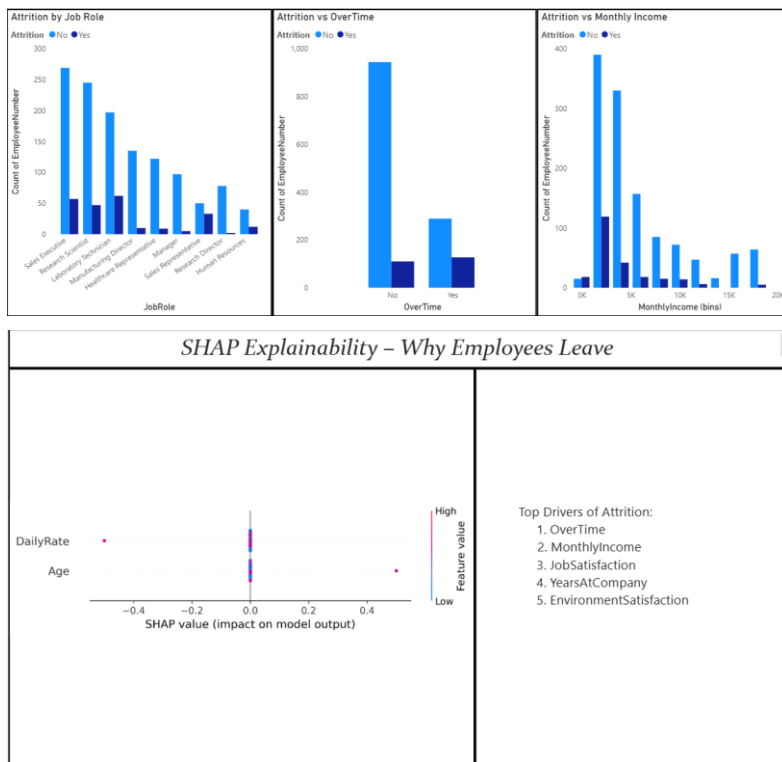 Attrition by Job Role
Attrition No Yes
Count of EmployeeNumber
300
250
200
150
100
50
0
Sales Executive
Research Scientist
Laboratory Technician
Manufacturing Director
Healthcare Representative
Manager
Sales Representative
Research Director
Human Resources
JobRole
Attrition vs OverTime
Attrition No Yes
Count of EmployeeNumber
1,000
800
600
400
200
0
No Yes
OverTime
Attrition vs Monthly Income
Attrition No Yes
Count of EmployeeNumber
400
300
200
100
0
0K 5K 10K 15K 20K
MonthlyIncome (bins)
SHAP Explainability – Why Employees Leave
DailyRate
Age
−0.4 −0.2 0.0 0.2 0.4
SHAP value (impact on model output)
High
Feature value
Low
Top Drivers of Attrition:
1. OverTime
2. MonthlyIncome
3. JobSatisfaction
4. YearsAtCompany
5. EnvironmentSatisfaction